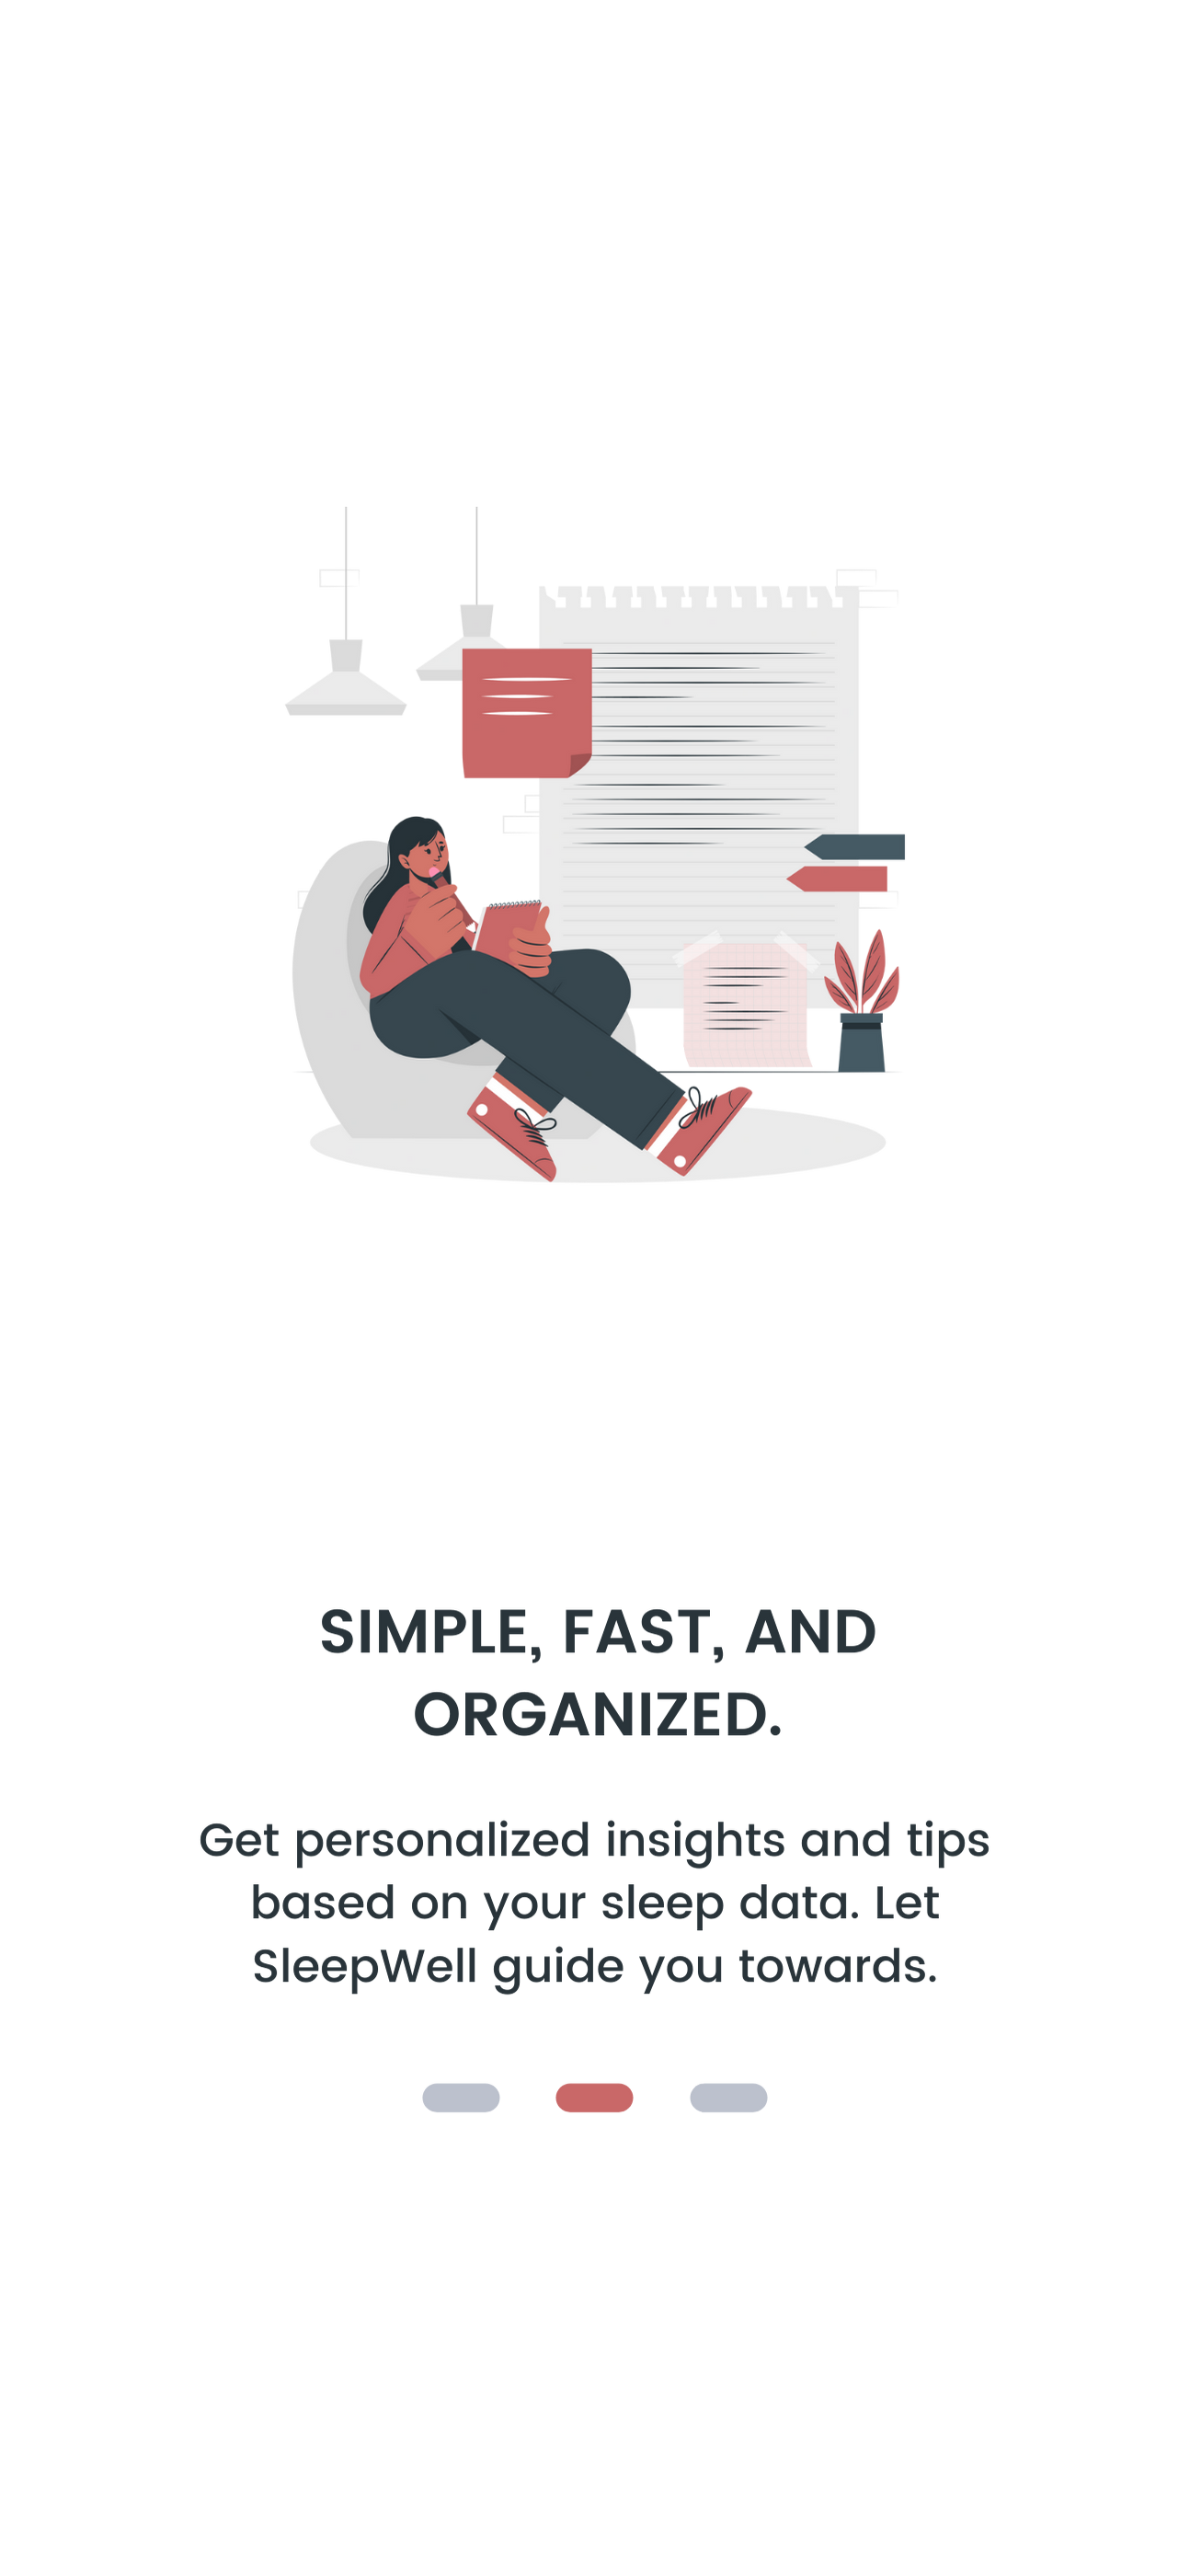 SIMPLE, FAST, AND
ORGANIZED.
Get personalized insights and tips
based on your sleep data. Let
SleepWell guide you towards.